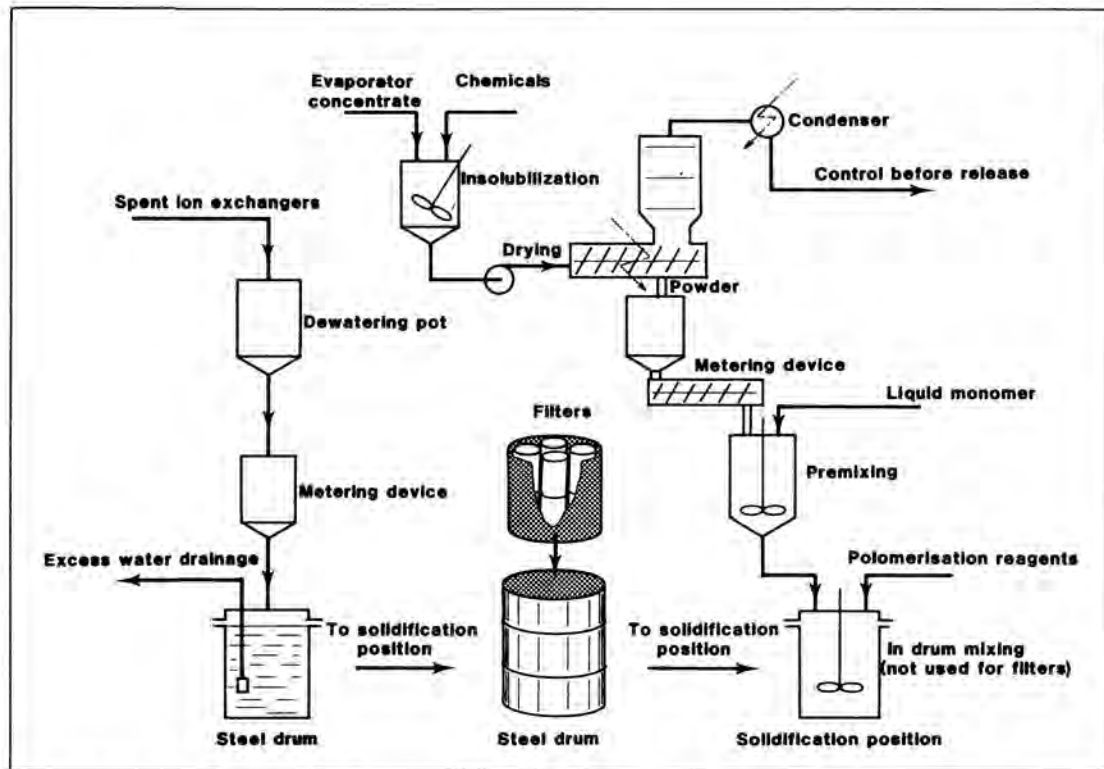 Evaporator
concentrate
Chemicals
Condenser
Insolubilization
Control before release
Spent ion exchangers
Drying
Powder
Dewatering pot
Metering device
Liquid monomer
Filters
Premixing
Metering device
Excess water drainage
Polomerisation reagents
To solidification
position
To solidification
position
In drum mixing
(not used for filters)
Steel drum
Steel drum
Solidification position